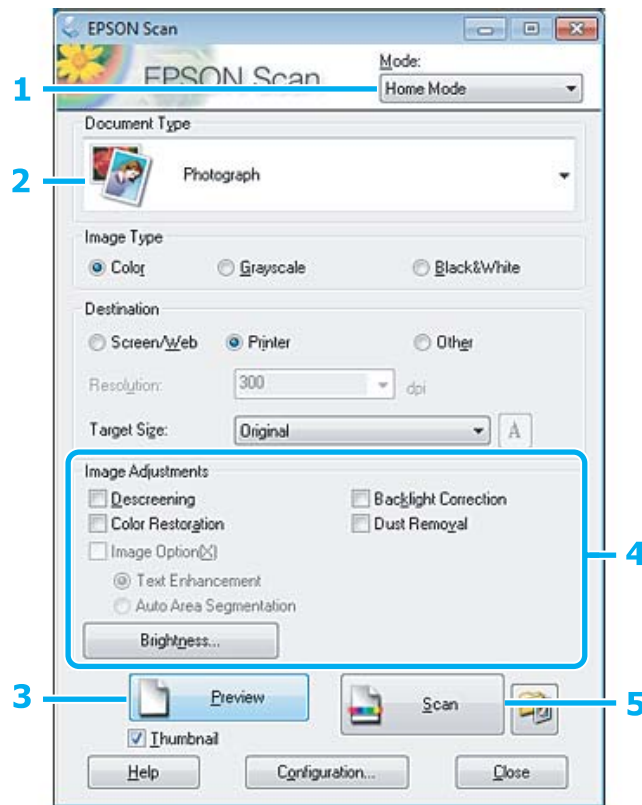 EPSON Scan
EPSON Scan
Mode:
1
Home Mode
Document Type
2
Photograph
Image Type
Color
Grayscale
Black&White
Destination
Screen/Web
Printer
Other
Resolution:
300
dpi
Target Size:
Original
A
Image Adjustments
Descreening
Backlight Correction
Color Restoration
Dust Removal
4
Image Option(X)
Text Enhancement
Auto Area Segmentation
Brightness...
3
Preview
Scan
5
Thumbnail
Help
Configuration...
Close